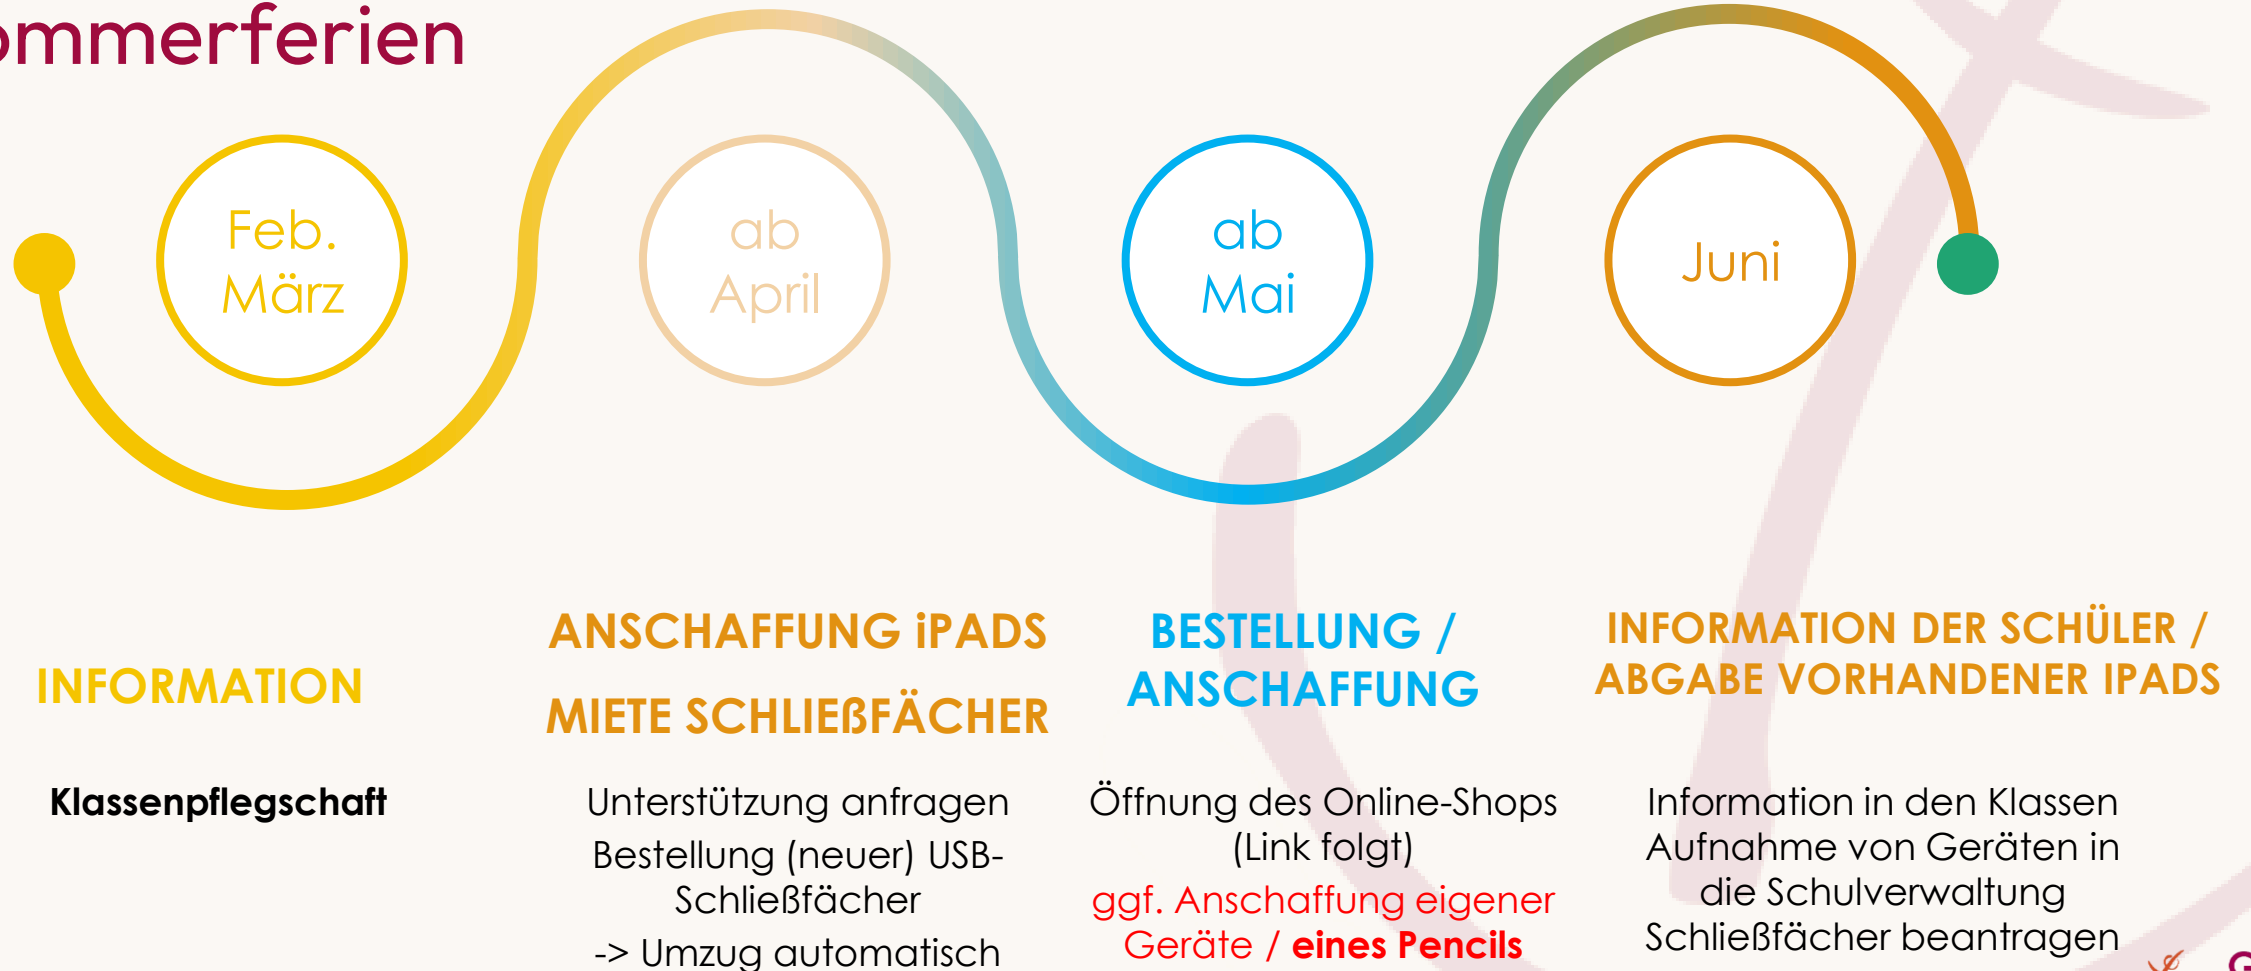 ommerferien
Feb.
März
ab
April
ab
Mai
Juni
INFORMATION
Klassenpflegschaft
ANSCHAFFUNG iPADS
MIETE SCHLIEßFÄCHER
Unterstützung anfragen
Bestellung (neuer) USB-
Schließfächer
-> Umzug automatisch
BESTELLUNG /
ANSCHAFFUNG
Öffnung des Online-Shops
(Link folgt)
ggf. Anschaffung eigener
Geräte / eines Pencils
INFORMATION DER SCHÜLER /
ABGABE VORHANDENER IPADS
Information in den Klassen
Aufnahme von Geräten in
die Schulverwaltung
Schließfächer beantragen